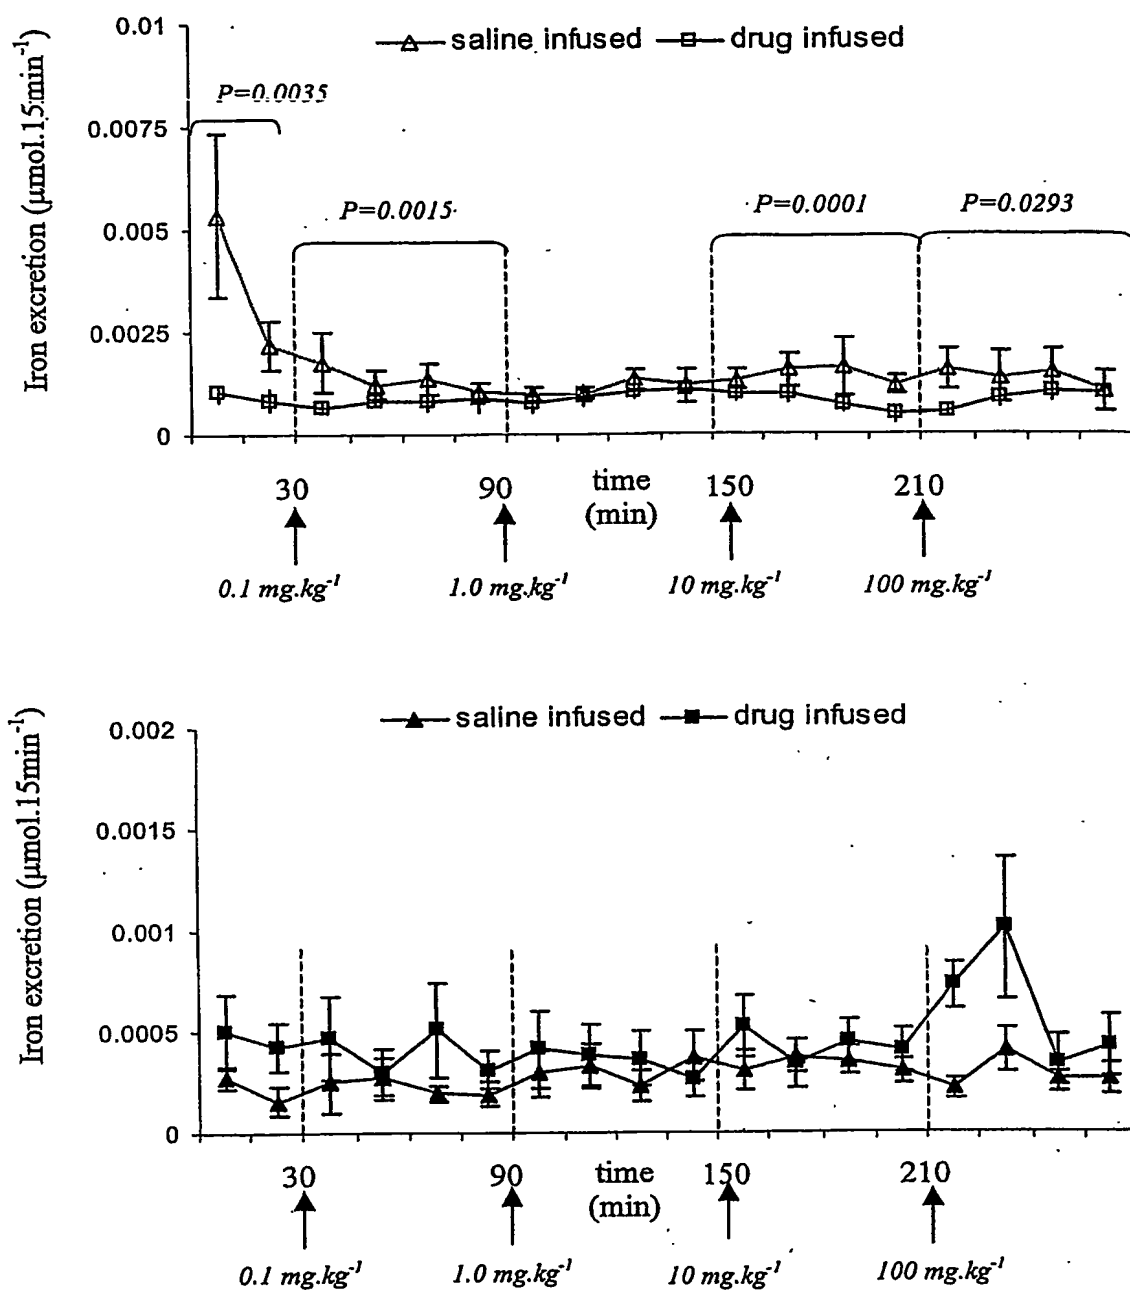 Iron excretion (μmol.15min⁻¹)
0.01
0.0075
0.005
0.0025
0
saline infused drug infused
P=0.0035
P=0.0015
P=0.0001
P=0.0293
30 90 time (min) 150 210
0.1 mg.kg⁻¹ 1.0 mg.kg⁻¹ 10 mg.kg⁻¹ 100 mg.kg⁻¹
Iron excretion (μmol.15min⁻¹)
0.002
0.0015
0.001
0.0005
0
saline infused drug infused
30 90 time (min) 150 210
0.1 mg.kg⁻¹ 1.0 mg.kg⁻¹ 10 mg.kg⁻¹ 100 mg.kg⁻¹